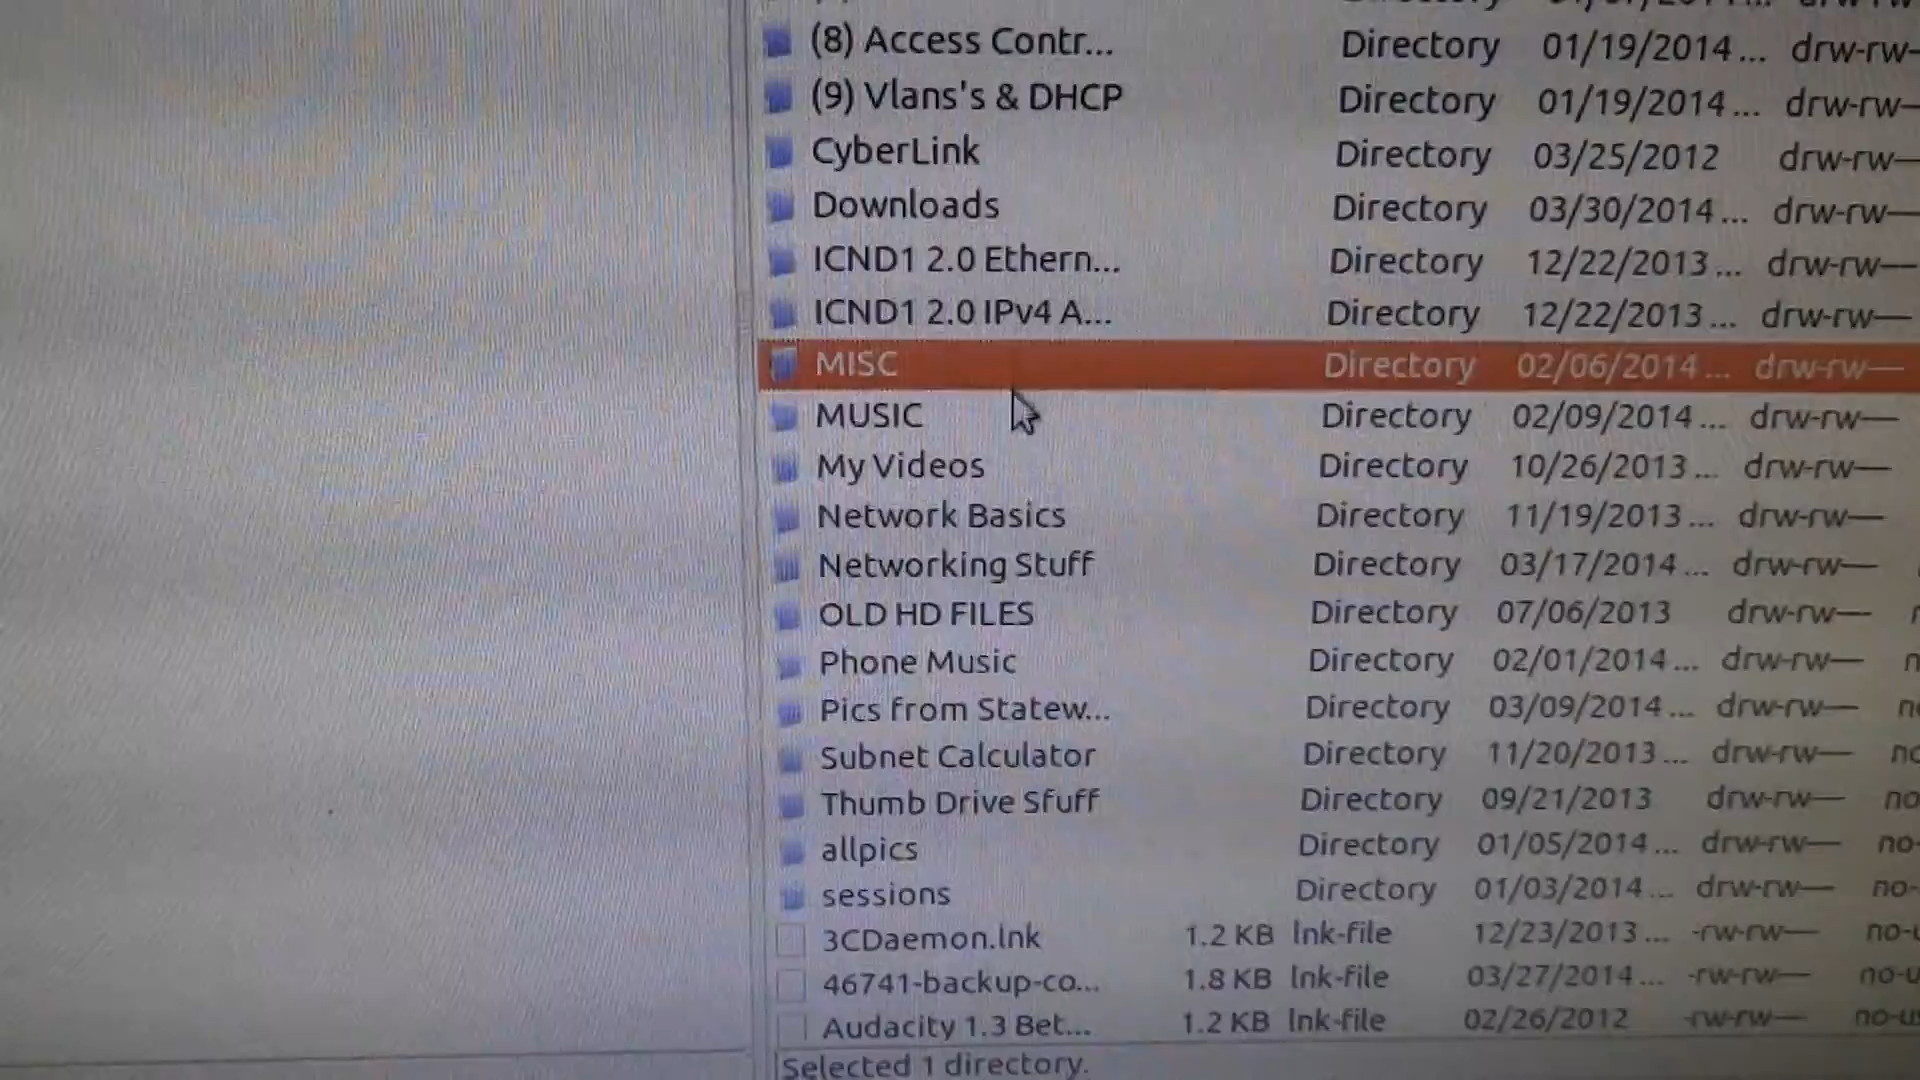 (8) Access Contr... Directory 01/19/2014... drw-rw-
(9) Vlans's & DHCP Directory 01/19/2014... drw-rw-
CyberLink Directory 03/25/2012 drw-rw—
Downloads Directory 03/30/2014... drw-rw—
ICND1 2.0 Ethern... Directory 12/22/2013... drw-rw—
ICND1 2.0 IPv4 A... Directory 12/22/2013... drw-rw—
MISC Directory 02/06/2014... drw-rw—
MUSIC Directory 02/09/2014... drw-rw—
My Videos Directory 10/26/2013... drw-rw—
Network Basics Directory 11/19/2013... drw-rw—
Networking Stuff Directory 03/17/2014... drw-rw—
OLD HD FILES Directory 07/06/2013 drw-rw—
Phone Music Directory 02/01/2014... drw-rw— n
Pics from Statew... Directory 03/09/2014... drw-rw— n
Subnet Calculator Directory 11/20/2013... drw-rw— no
Thumb Drive Sfuff Directory 09/21/2013 drw-rw— no
allpics Directory 01/05/2014... drw-rw— no-
sessions Directory 01/03/2014... drw-rw— no-
3CDaemon.lnk 1.2 KB lnk-file 12/23/2013... -rw-rw— no-u
46741-backup-co... 1.8 KB lnk-file 03/27/2014... -rw-rw— no-u
Audacity 1.3 Bet... 1.2 KB lnk-file 02/26/2012 -rw-rw— no-us
Selected 1 directory.